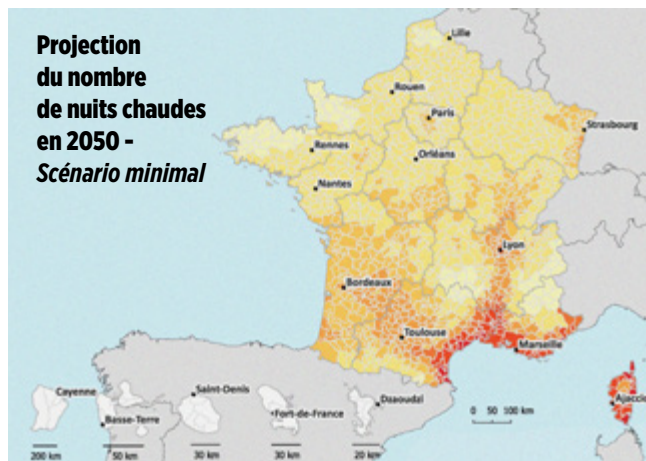 Projection
du nombre
de nuits chaudes
en 2050 -
Scénario minimal
Lille
Rouen
Paris
Strasbourg
Rennes
Orléans
Nantes
Lyon
Bordeaux
Toulouse
Marseille
Cayenne
Saint-Denis
Dzaoudzi
Basse-Terre
Fort-de-France
0 50 100 km
Ajaccio
200 km
50 km
30 km
30 km
20 km